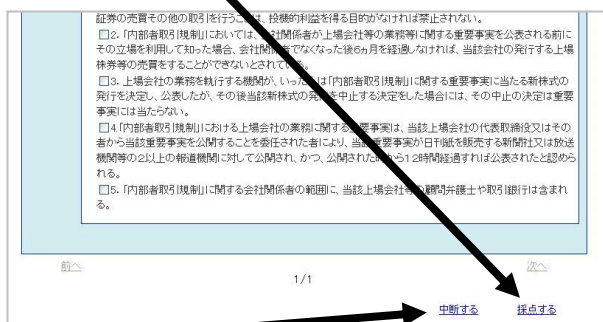 証券の売買その他の取引を行うことは、投機的利益を得る目的がなければ禁止されない。
□2.「内部者取引規制」においては、会社関係者が上場会社等の業務等に関する重要事実を公表される前に
その立場を利用して知った場合、会社関係者でなくなった後6ヵ月を経過しなければ、当該会社の発行する上場
株券等の売買をすることができないとされている。
□3. 上場会社の業務を執行する機関が、いったんは「内部者取引規制」に関する重要事実に当たる新株式の
発行を決定し、公表したが、その後当該新株式の発行を中止する決定をした場合には、その中止の決定は重要
事実には当たらない。
□4.「内部者取引規制」における上場会社の業務に関する重要事実は、当該上場会社の代表取締役又はその
者から当該重要事実を公開することを委任された者により、当該重要事実が日刊紙を販売する新聞社又は放送
機関等の2以上の報道機関に対して公開され、かつ、公開された時から12時間経過すれば公表されたと認めら
れる。
□5.「内部者取引規制」に関する会社関係者の範囲に、当該上場会社等の顧問弁護士や取引銀行は含まれ
る。
前へ
1/1
次へ
中断する 採点する